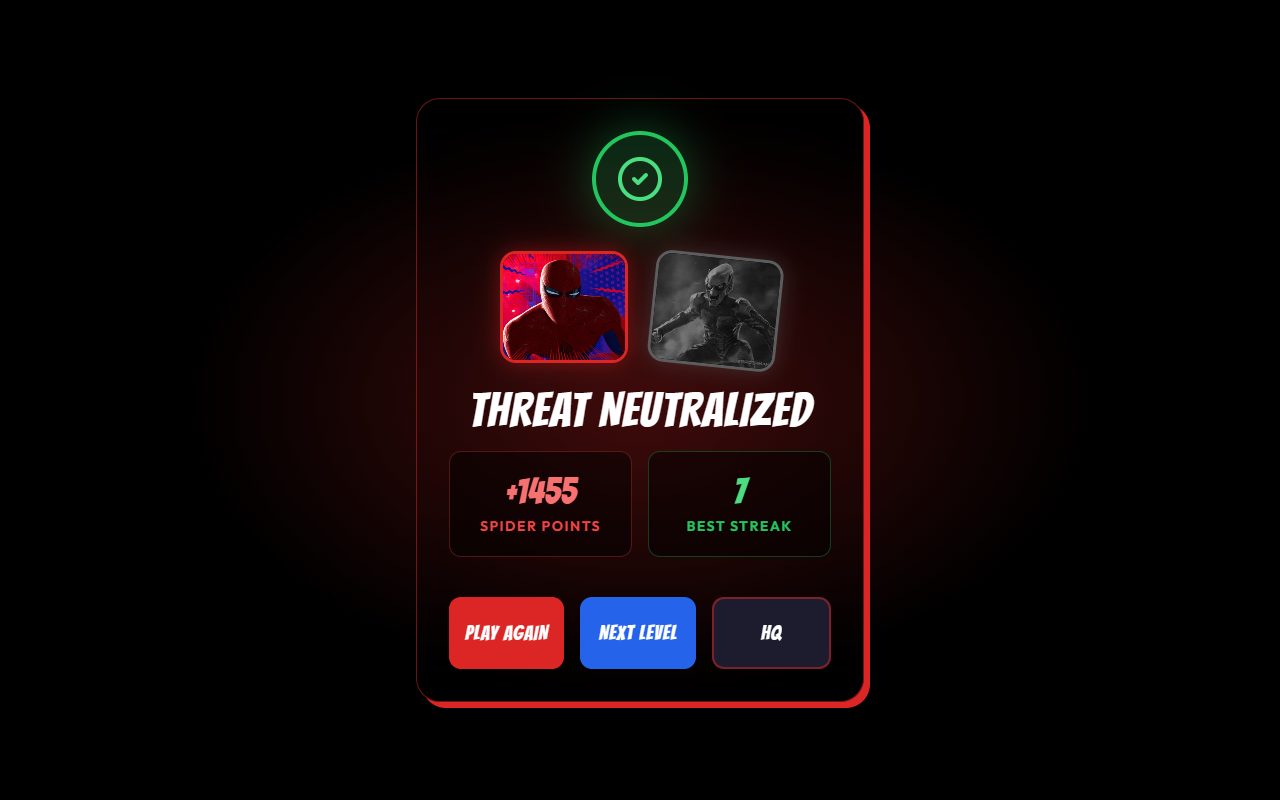 THREAT NEUTRALIZED
+1455
SPIDER POINTS
7
BEST STREAK
PLAY AGAIN
NEXT LEVEL
HQ